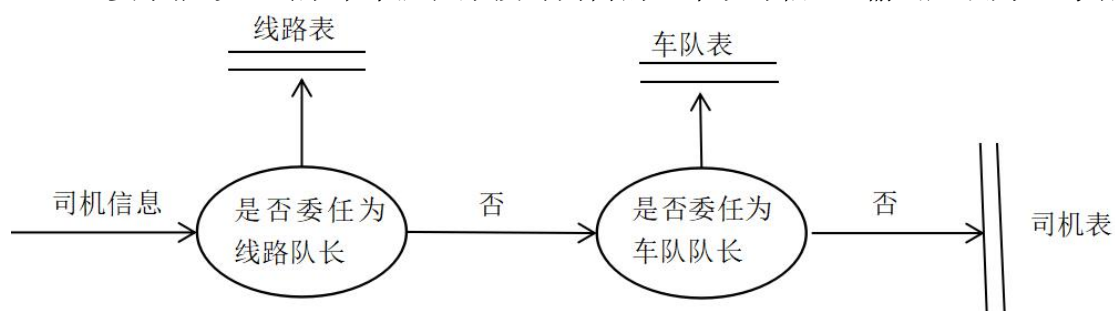 线路表
车队表
司机信息
是否委任为
线路队长
否
是否委任为
车队队长
否
司机表